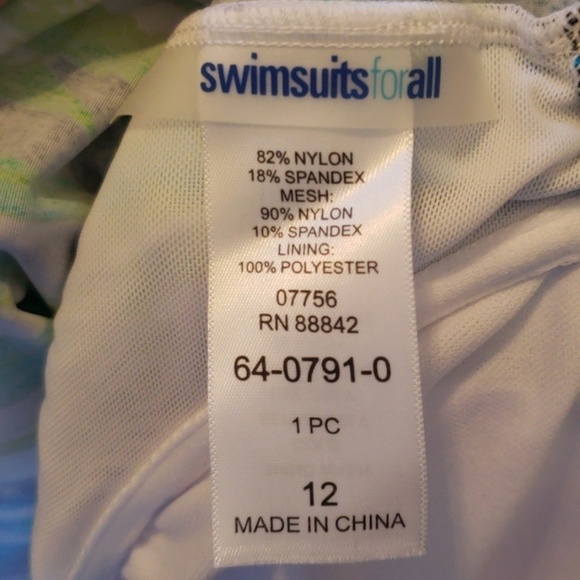 swimsuitsforall
82% NYLON
18% SPANDEX
MESH:
90% NYLON
10% SPANDEX
LINING:
100% POLYESTER
07756
RN 88842
64-0791-0
1 PC
12
MADE IN CHINA